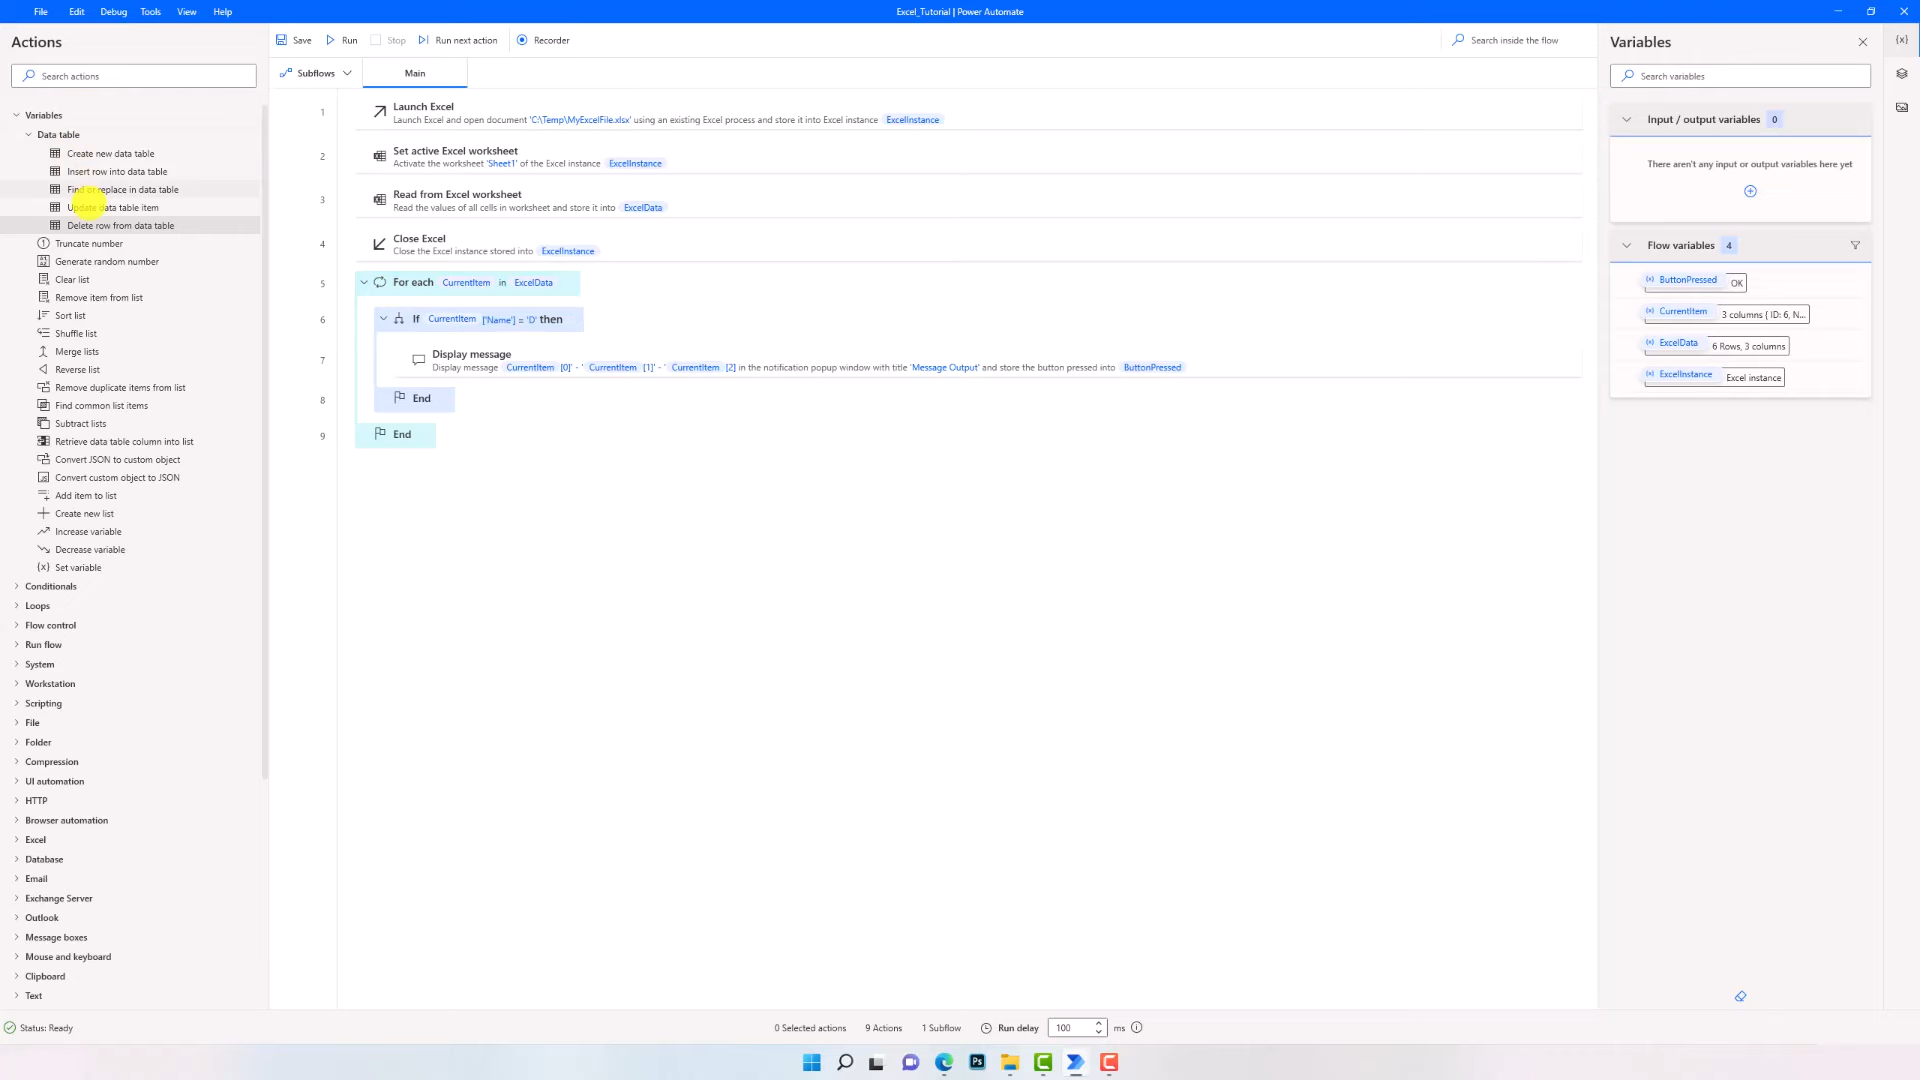 File Edit Debug Tools View Help
Excel_Tutorial | Power Automate
Actions
Search actions
Variables
Data table
Create new data table
Insert row into data table
Find or replace in data table
Update data table item
Delete row from data table
Truncate number
Generate random number
Clear list
Remove item from list
Sort list
Shuffle list
Merge lists
Reverse list
Remove duplicate items from list
Find common list items
Subtract lists
Retrieve data table column into list
Convert JSON to custom object
Convert custom object to JSON
Add item to list
Create new list
Increase variable
Decrease variable
Set variable
Conditionals
Loops
Flow control
Run flow
System
Workstation
Scripting
File
Folder
Compression
UI automation
HTTP
Browser automation
Excel
Database
Email
Exchange Server
Outlook
Message boxes
Mouse and keyboard
Clipboard
Text
Save Run Stop Run next action Recorder Search inside the flow
Subflows Main
1 Launch Excel
Launch Excel and open document 'C:\Temp\MyExcelFile.xlsx' using an existing Excel process and store it into Excel instance ExcelInstance
2 Set active Excel worksheet
Activate the worksheet 'Sheet1' of the Excel instance ExcelInstance
3 Read from Excel worksheet
Read the values of all cells in worksheet and store it into ExcelData
4 Close Excel
Close the Excel instance stored into ExcelInstance
5 For each CurrentItem in ExcelData
6 If CurrentItem ['Name'] = 'D' then
7 Display message
Display message CurrentItem [0]' - ' CurrentItem [1]' - ' CurrentItem [2] in the notification popup window with title 'Message Output' and store the button pressed into ButtonPressed
8 End
9 End
Variables
{x}
Search variables
Input / output variables 0
There aren't any input or output variables here yet
Flow variables 4
(x) ButtonPressed OK
(x) CurrentItem 3 columns { ID: 6, N...
(x) ExcelData 6 Rows, 3 columns
(x) ExcelInstance Excel instance
Status: Ready
0 Selected actions 9 Actions 1 Subflow Run delay 100 ms
Ps